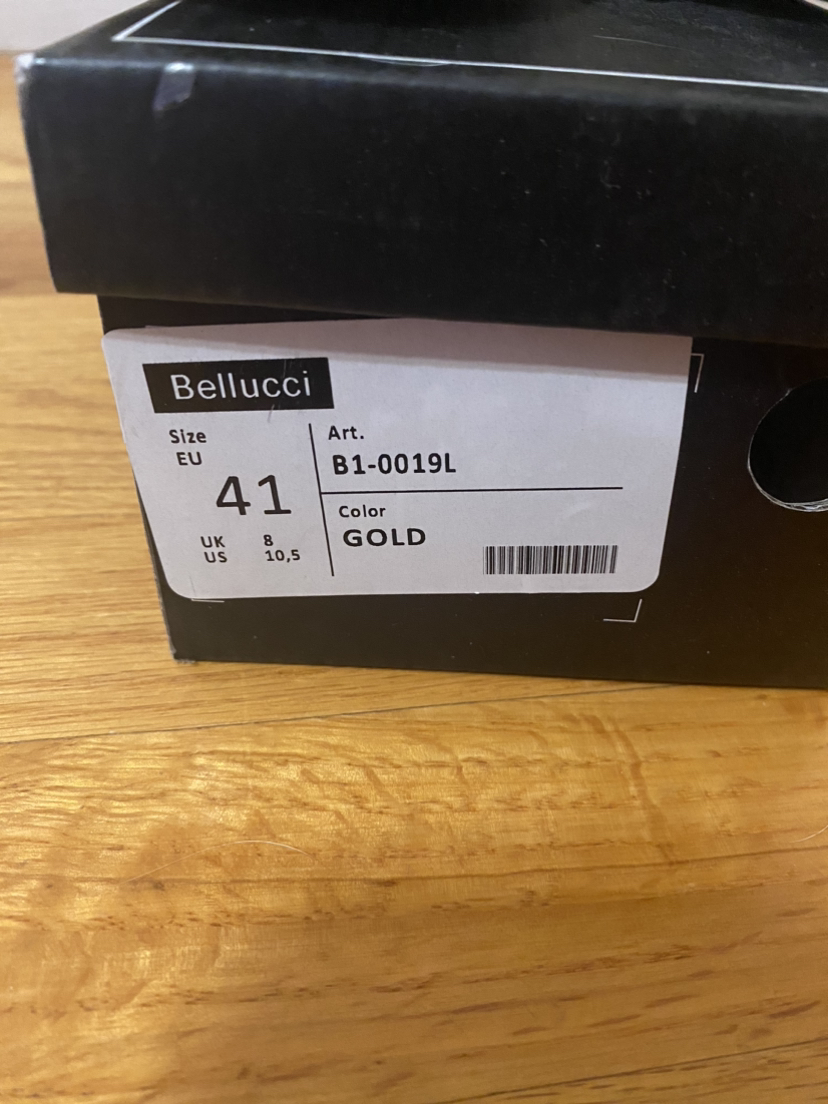 Bellucci
Size
EU
41
UK 8
US 10,5
Art.
B1-0019L
Color
GOLD